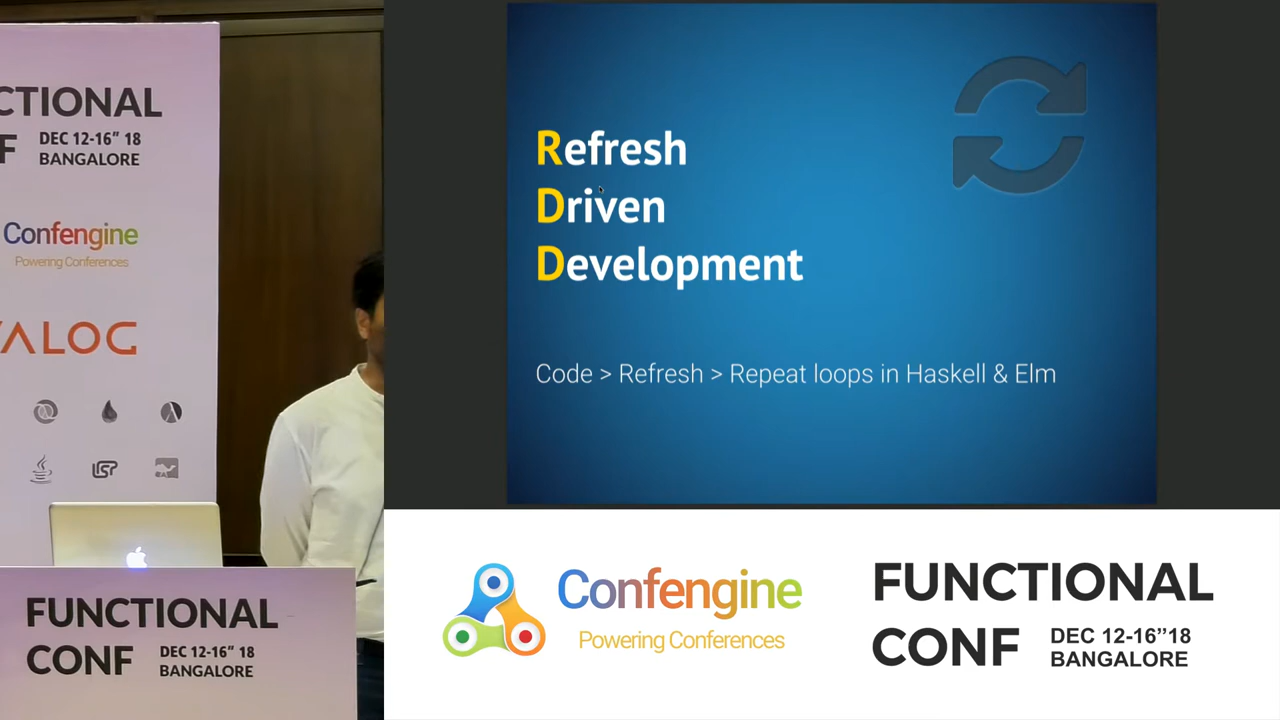 CTIONAL
F DEC 12-16” 18
BANGALORE
Confengine
Powering Conferences
ALOG
FUNCTIONAL
CONF DEC 12-16” 18
BANGALORE
Refresh
Driven
Development
Code > Refresh > Repeat loops in Haskell & Elm
Confengine
Powering Conferences
FUNCTIONAL
CONF DEC 12-16”18
BANGALORE